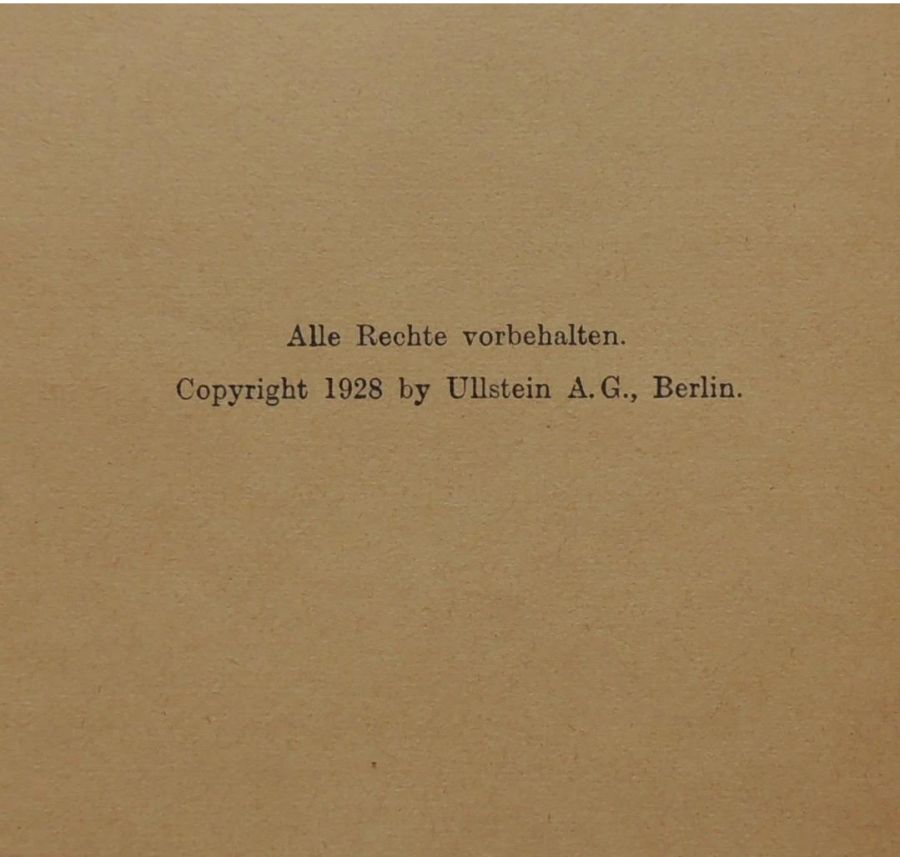 Alle Rechte vorbehalten.
Copyright 1928 by Ullstein A. G., Berlin.